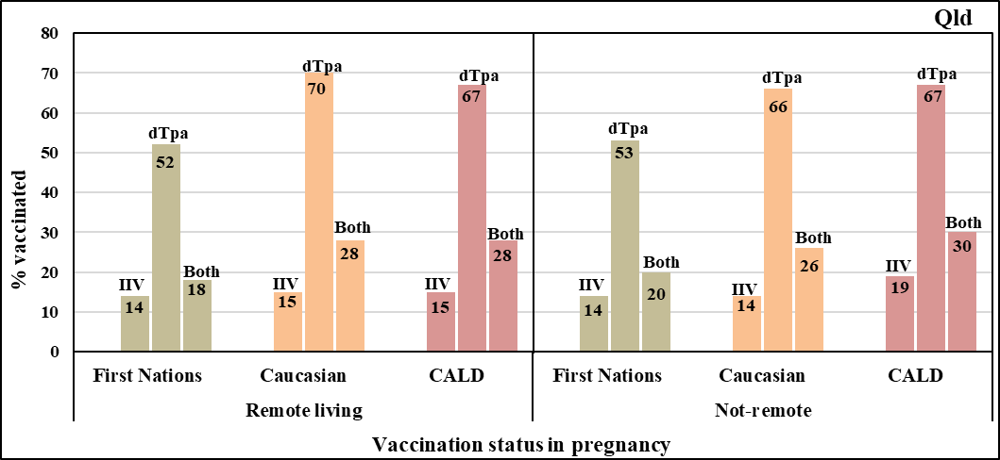 Qld
80
70
60
50
40
30
20
10
0
% vaccinated
IIV
14
dTpa
52
Both
18
IIV
15
dTpa
70
Both
28
IIV
15
dTpa
67
Both
28
IIV
14
dTpa
53
Both
20
IIV
14
dTpa
66
Both
26
IIV
19
dTpa
67
Both
30
First Nations Caucasian CALD First Nations Caucasian CALD
Remote living Not-remote
Vaccination status in pregnancy